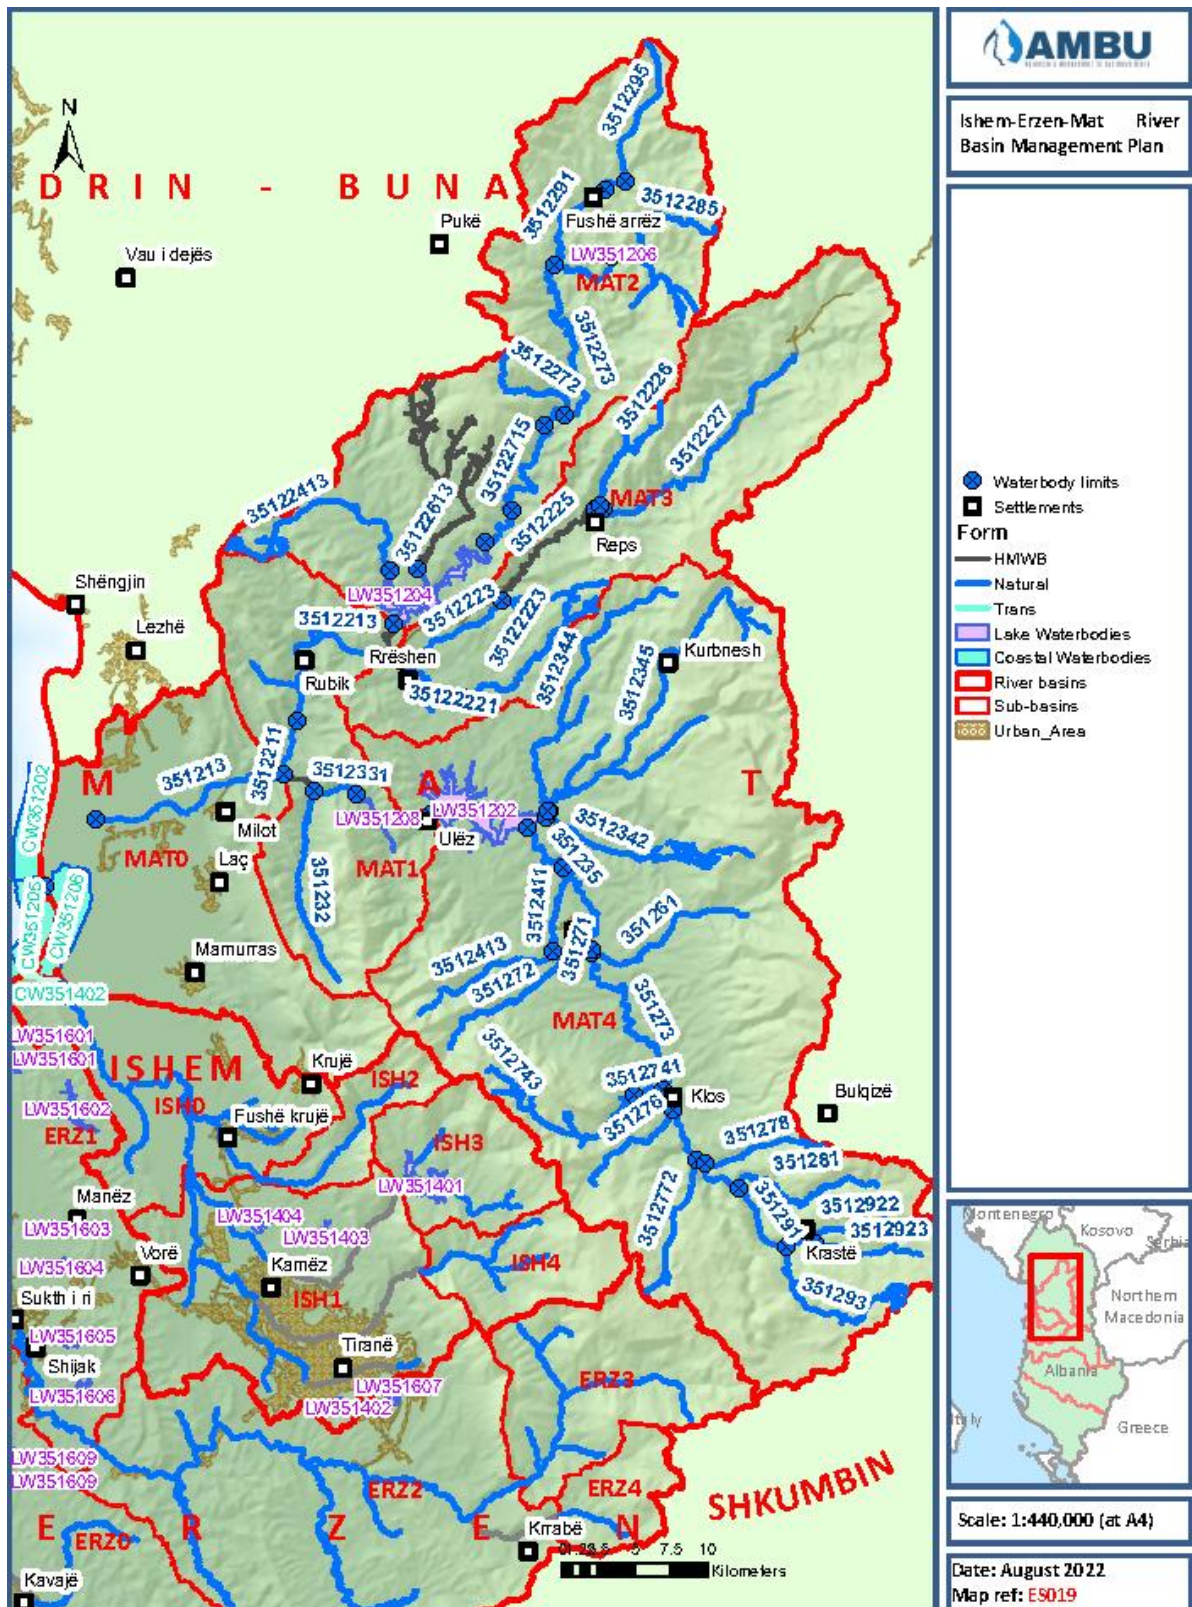 N
DRIN - BUNA
Vau i dejës
Pukë
3512295
3512291
3512285
Fushë arrëz
LW351206
MAT2
3512273
3512272
3512226
3512227
35122715
MAT3
35122413
35122613
3512225
Reps
Shëngjin
Lezhë
LW351204
3512213
3512223
3512223
3512344
3512345
Kurbnesh
Rrëshen
Rubik
35122221
M A T
351213
3512211
3512331
LW351208
LW351202
Ulëz
Milot
MAT0
Laç
MAT1
351232
3512342
351235
3512411
351261
351271
3512413
351272
351273
MAT4
Mamurras
CW351202
CW351205
CW351206
CW351402
LW351601
LW351601
ISHEM
LW351602
ISH0
ISH2
Krujë
3512743
3512741
351276
Klos
Bulqizë
ERZ1
Fushë krujë
ISH3
351278
351281
Manëz
LW351603
LW351401
LW351404
LW351403
3512772
351291
3512922
3512923
Krastë
351293
Vorë
LW351604
Kamëz
ISH4
ISH1
Sukth i ri
LW351605
Shijak
Tiranë
LW351607
LW351402
LW351606
ERZ3
LW351609
LW351609
ERZ2
ERZ4
SHKUMBIN
E R Z E N
ERZ0
Krrabë
Kavajë
5 7.5 10
Kilometers
AMBU
Ishem-Erzen-Mat River
Basin Management Plan
Waterbody limits
Settlements
Form
HMWB
Natural
Trans
Lake Waterbodies
Coastal Waterbodies
River basins
Sub-basins
Urban_Area
Montenegro
Kosovo
Serbia
Northern
Macedonia
Albania
Italy
Greece
Scale: 1:440,000 (at A4)
Date: August 2022
Map ref: ES019